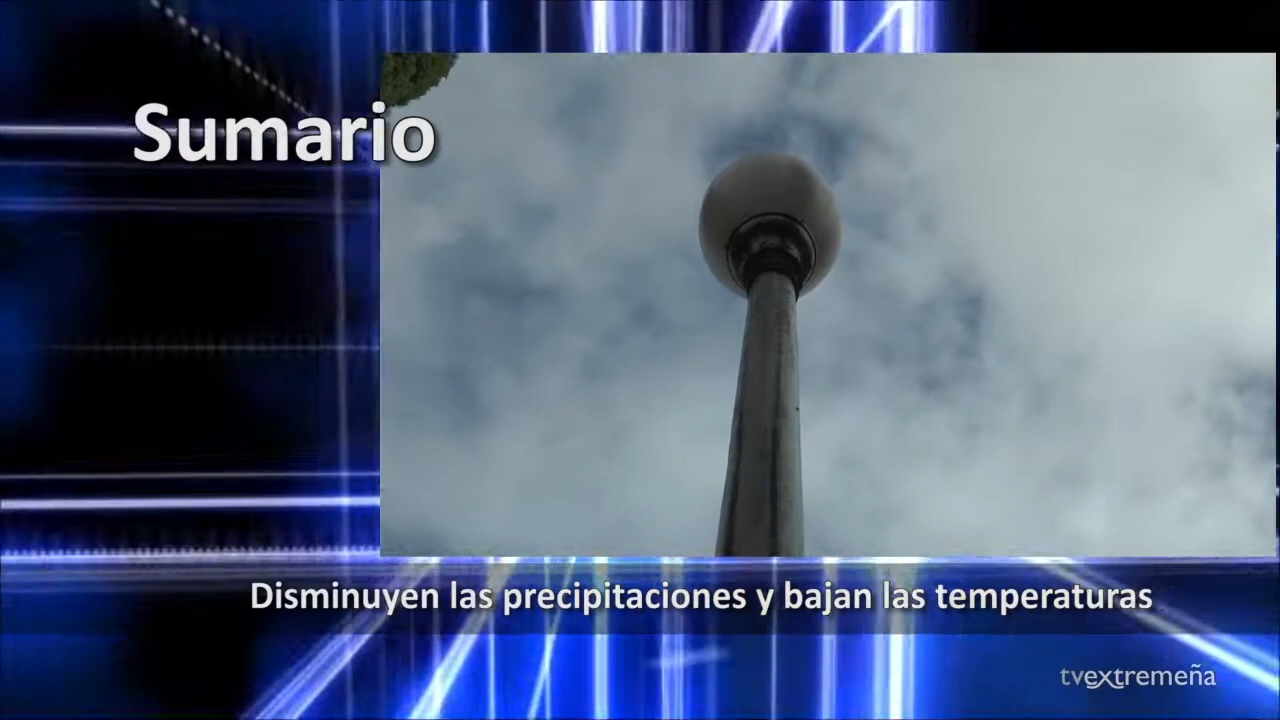 Sumario
Disminuyen las precipitaciones y bajan las temperaturas
tvextremeña